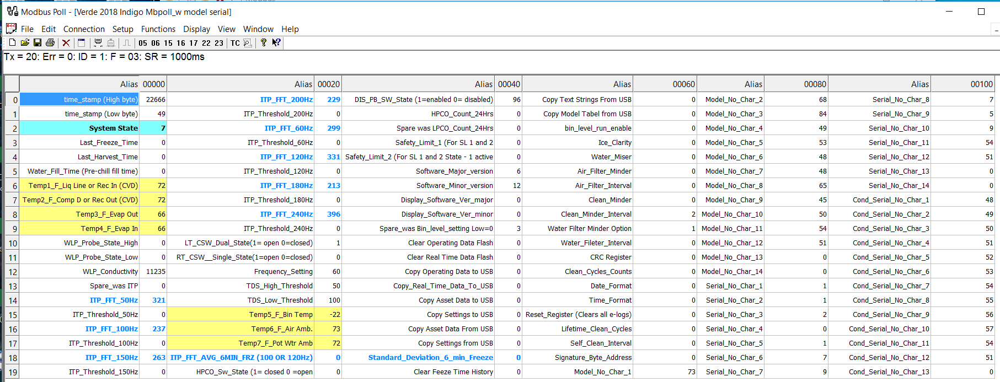 Modbus Poll - [Verde 2018 Indigo Mbpoll_w model serial]
File Edit Connection Setup Functions Display View Window Help
05 06 15 16 17 22 23 TC
Tx = 20: Err = 0: ID = 1: F = 03: SR = 1000ms
Alias 00000 Alias 00020 Alias 00040 Alias 00060 Alias 00080 Alias 00100
0 time_stamp (High byte) 22666 ITP_FFT_200Hz 229 DIS_PB_SW_State (1=enabled 0= disabled) 96 Copy Text Strings From USB 0 Model_No_Char_2 68 Serial_No_Char_8 7
1 time_stamp (Low byte) 49 ITP_Threshold_200Hz 0 HPCO_Count_24Hrs 0 Copy Model Tabel from USB 0 Model_No_Char_3 84 Serial_No_Char_9 5
2 System State 7 ITP_FFT_60Hz 299 Spare was LPCO_Count_24Hrs 0 bin_level_run_enable 0 Model_No_Char_4 49 Serial_No_Char_10 9
3 Last_Freeze_Time 0 ITP_Threshold_60Hz 0 Safety_Limit_1 (For SL 1 and 2 0 Ice_Clarity 0 Model_No_Char_5 53 Serial_No_Char_11 54
4 Last_Harvest_Time 0 ITP_FFT_120Hz 331 Safety_Limit_2 (For SL 1 and 2 State - 1 active 0 Water_Miser 0 Model_No_Char_6 48 Serial_No_Char_12 51
5 Water_Fill_Time (Pre-chill fill time) 0 ITP_Threshold_120Hz 0 Software_Major_version 6 Air_Filter_Minder 0 Model_No_Char_7 48 Serial_No_Char_13 0
6 Temp1_F_Liq Line or Rec In (CVD) 72 ITP_FFT_180Hz 213 Software_Minor_version 12 Air_Filter_Interval 0 Model_No_Char_8 65 Serial_No_Char_14 0
7 Temp2_F_Comp D or Rec Out (CVD) 72 ITP_Threshold_180Hz 0 Display_Software_Ver_major 0 Clean_Minder 0 Model_No_Char_9 45 Cond_Serial_No_Char_1 48
8 Temp3_F_Evap Out 66 ITP_FFT_240Hz 396 Display_Software_Ver_minor 0 Clean_Minder_Interval 2 Model_No_Char_10 50 Cond_Serial_No_Char_2 49
9 Temp4_F_Evap In 66 ITP_Threshold_240Hz 0 Spare_was Bin_level_setting Low=0 3 Water Filter Minder Option 1 Model_No_Char_11 54 Cond_Serial_No_Char_3 50
10 WLP_Probe_State_High 0 LT_CSW_Dual_State(1= open 0=closed) 1 Clear Operating Data Flash 0 Water_Fileter_Interval 0 Model_No_Char_12 51 Cond_Serial_No_Char_4 51
11 WLP_Probe_State_Low 0 RT_CSW__Single_State(1=open 0=closed) 0 Clear Real Time Data Flash 0 CRC Register 0 Model_No_Char_13 0 Cond_Serial_No_Char_5 52
12 WLP_Conductivity 11235 Frequency_Setting 60 Copy Operating Data to USB 0 Clean_Cycles_Counts 0 Model_No_Char_14 0 Cond_Serial_No_Char_6 53
13 Spare_was ITP 0 TDS_High_Threshold 50 Copy_Real_Time_Data_To_USB 0 Date_Format 0 Serial_No_Char_1 1 Cond_Serial_No_Char_7 54
14 ITP_FFT_50Hz 321 TDS_Low_Threshold 100 Copy Asset Data to USB 0 Time_Format 0 Serial_No_Char_2 1 Cond_Serial_No_Char_8 55
15 ITP_Threshold_50Hz 0 Temp5_F_Bin Temp -22 Copy Settings to USB 0 Reset_Register (Clears all e-logs) 0 Serial_No_Char_3 2 Cond_Serial_No_Char_9 56
16 ITP_FFT_100Hz 237 Temp6_F_Air Amb. 73 Copy Asset Data From USB 0 Lifetime_Clean_Cycles 0 Serial_No_Char_4 0 Cond_Serial_No_Char_10 57
17 ITP_Threshold_100Hz 0 Temp7_F_Pot Wtr Amb 72 Copy Settings from USB 0 Self_Clean_Interval 0 Serial_No_Char_5 1 Cond_Serial_No_Char_11 54
18 ITP_FFT_150Hz 263 ITP_FFT_AVG_6MIN_FRZ (100 OR 120Hz) 0 Standard_Deviation_6_min_Freeze 0 Signature_Byte_Address 0 Serial_No_Char_6 7 Cond_Serial_No_Char_12 51
19 ITP_Threshold_150Hz 0 HPCO_Sw_State (1= closed 0 =open 0 Clear Feeze Time History 0 Model_No_Char_1 73 Serial_No_Char_7 9 Cond_Serial_No_Char_13 0